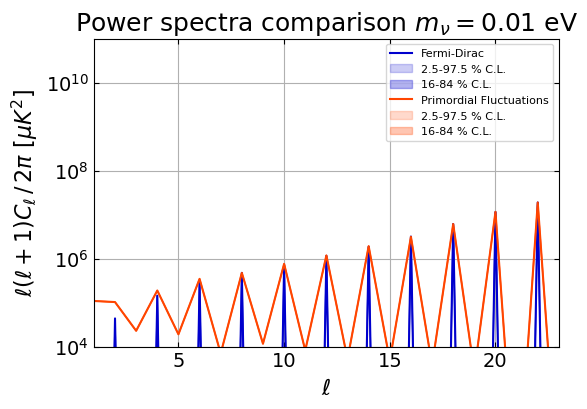 Power spectra comparison $m_\nu = 0.01$ eV
Fermi-Dirac
2.5-97.5 % C.L.
16-84 % C.L.
Primordial Fluctuations
2.5-97.5 % C.L.
16-84 % C.L.
$\ell(\ell+1)C_\ell\,/\,2\pi\ [\mu K^2]$
$10^{10}$
$10^8$
$10^6$
$10^4$
5 10 15 20
$\ell$